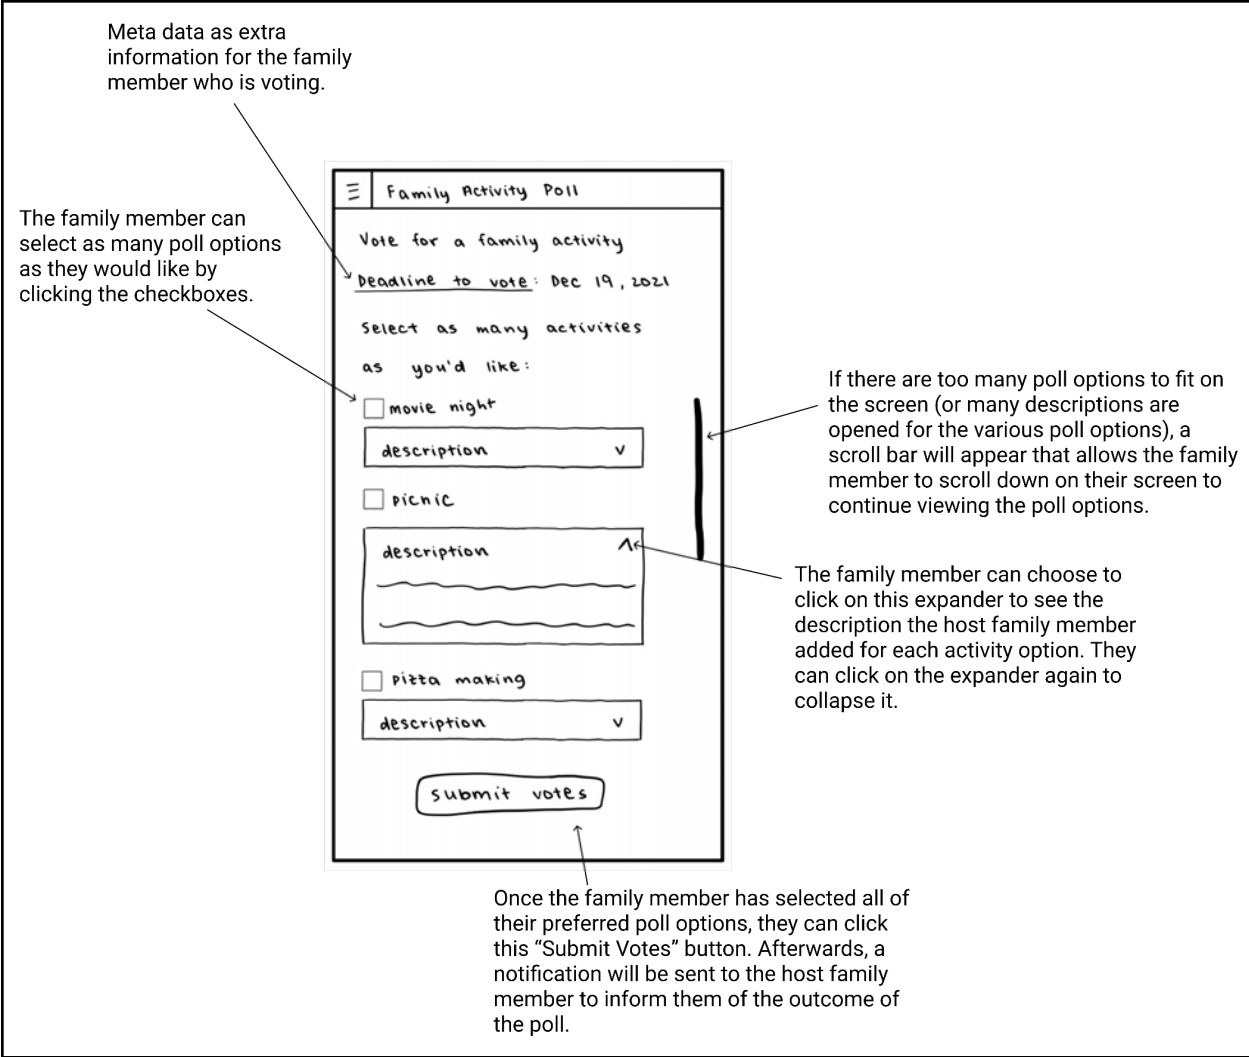 Meta data as extra
information for the family
member who is voting.
The family member can
select as many poll options
as they would like by
clicking the checkboxes.
Family Activity Poll
Vote for a family activity
Deadline to vote: Dec 19, 2021
Select as many activities
as you'd like:
movie night
description
picnic
description
pizza making
description
submit votes
If there are too many poll options to fit on
the screen (or many descriptions are
opened for the various poll options), a
scroll bar will appear that allows the family
member to scroll down on their screen to
continue viewing the poll options.
The family member can choose to
click on this expander to see the
description the host family member
added for each activity option. They
can click on the expander again to
collapse it.
Once the family member has selected all of
their preferred poll options, they can click
this “Submit Votes” button. Afterwards, a
notification will be sent to the host family
member to inform them of the outcome of
the poll.